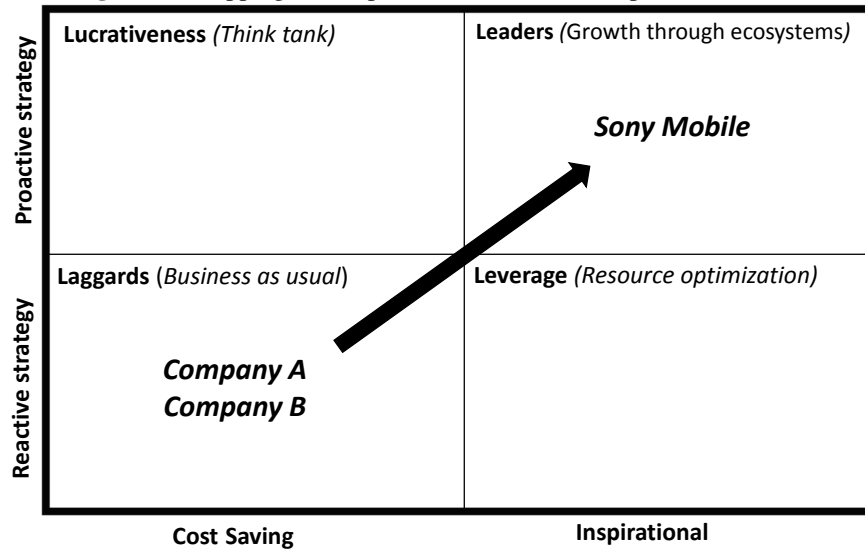 Lucrativeness (Think tank)
Leaders (Growth through ecosystems)
Proactive strategy
Sony Mobile
Laggards (Business as usual)
Leverage (Resource optimization)
Reactive strategy
Company A
Company B
Cost Saving
Inspirational